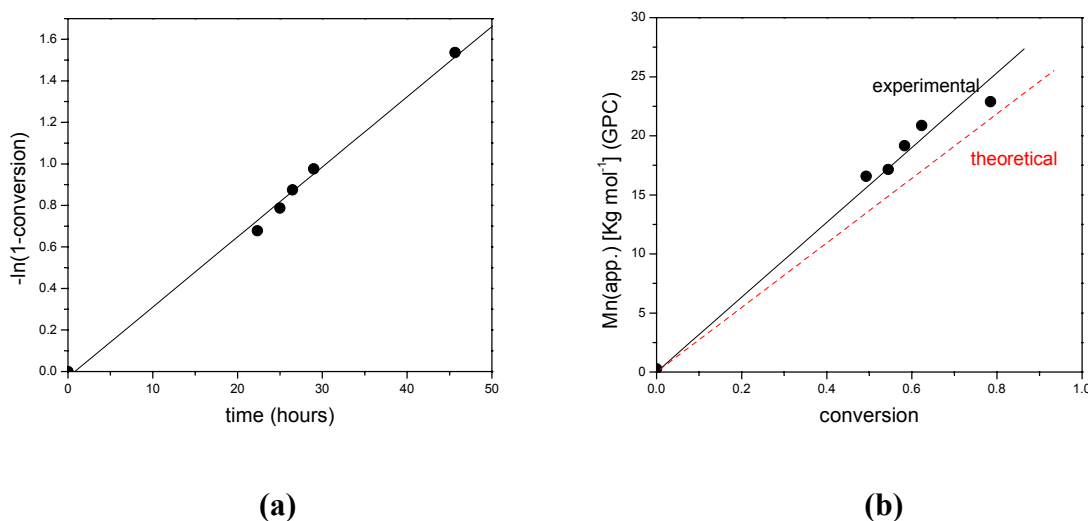 -ln(1-conversion)
1.6
1.4
1.2
1.0
0.8
0.6
0.4
0.2
0.0
0 10 20 30 40 50
time (hours)
(a)
Mn(app.) [Kg mol⁻¹] (GPC)
30
25
20
15
10
5
0
experimental
theoretical
0.0 0.2 0.4 0.6 0.8 1.0
conversion
(b)